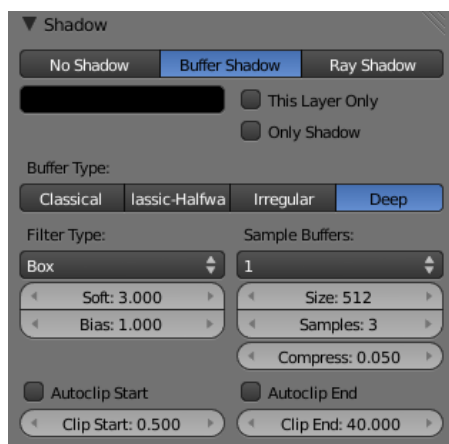 Shadow
No Shadow Buffer Shadow Ray Shadow
This Layer Only
Only Shadow
Buffer Type:
Classical lassic-Halfwa Irregular Deep
Filter Type: Sample Buffers:
Box 1
Soft: 3.000 Size: 512
Bias: 1.000 Samples: 3
Compress: 0.050
Autoclip Start Autoclip End
Clip Start: 0.500 Clip End: 40.000